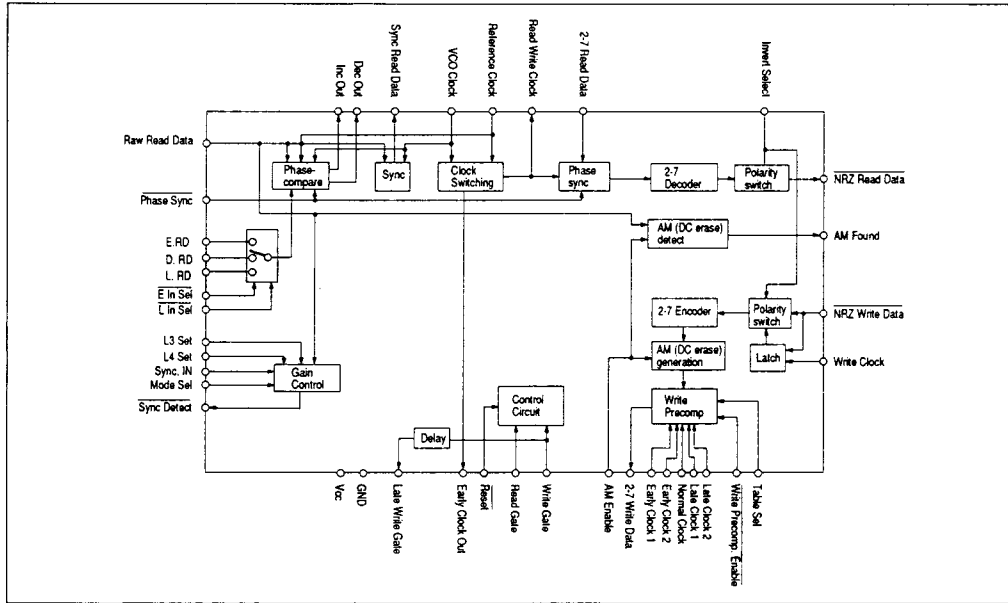 Inc Out
Dec Out
Sync Read Data
VCO Clock
Reference Clock
Read Write Clock
2-7 Read Data
Invert Select
Raw Read Data
Phase-
compare
Sync
Clock
Switching
Phase
sync
2-7
Decoder
Polarity
switch
NRZ Read Data
Phase Sync
AM (DC erase)
detect
AM Found
E.RD
D. RD
L. RD
E In Sel
L In Sel
2-7 Encoder
Polarity
switch
NRZ Write Data
Latch
Write Clock
L3 Set
L4 Set
Sync. IN
Mode Sel
Sync Detect
Gain
Control
AM (DC erase)
generation
Control
Circuit
Write
Precomp
Delay
Vcc
GND
Late Write Gate
Early Clock Out
Reset
Read Gate
Write Gate
AM Enable
2-7 Write Data
Early Clock 1
Early Clock 2
Normal Clock
Late Clock 1
Late Clock 2
Write Precomp. Enable
Table Sel